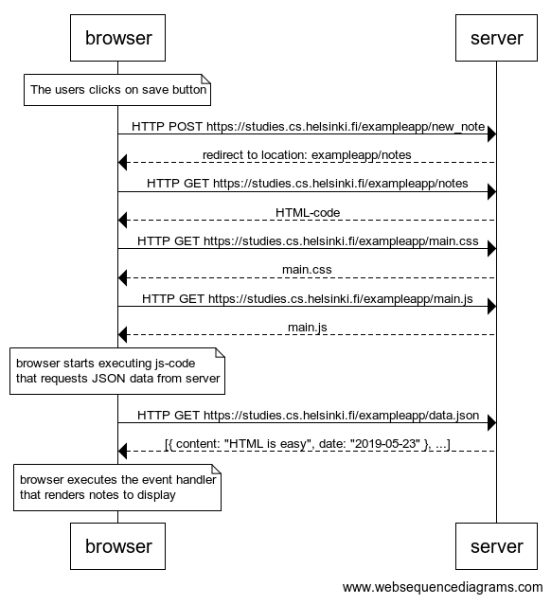 browser
server
The users clicks on save button
HTTP POST https://studies.cs.helsinki.fi/exampleapp/new_note
redirect to location: exampleapp/notes
HTTP GET https://studies.cs.helsinki.fi/exampleapp/notes
HTML-code
HTTP GET https://studies.cs.helsinki.fi/exampleapp/main.css
main.css
HTTP GET https://studies.cs.helsinki.fi/exampleapp/main.js
main.js
browser starts executing js-code
that requests JSON data from server
HTTP GET https://studies.cs.helsinki.fi/exampleapp/data.json
[{ content: "HTML is easy", date: "2019-05-23" }, ...]
browser executes the event handler
that renders notes to display
browser
server
www.websequencediagrams.com